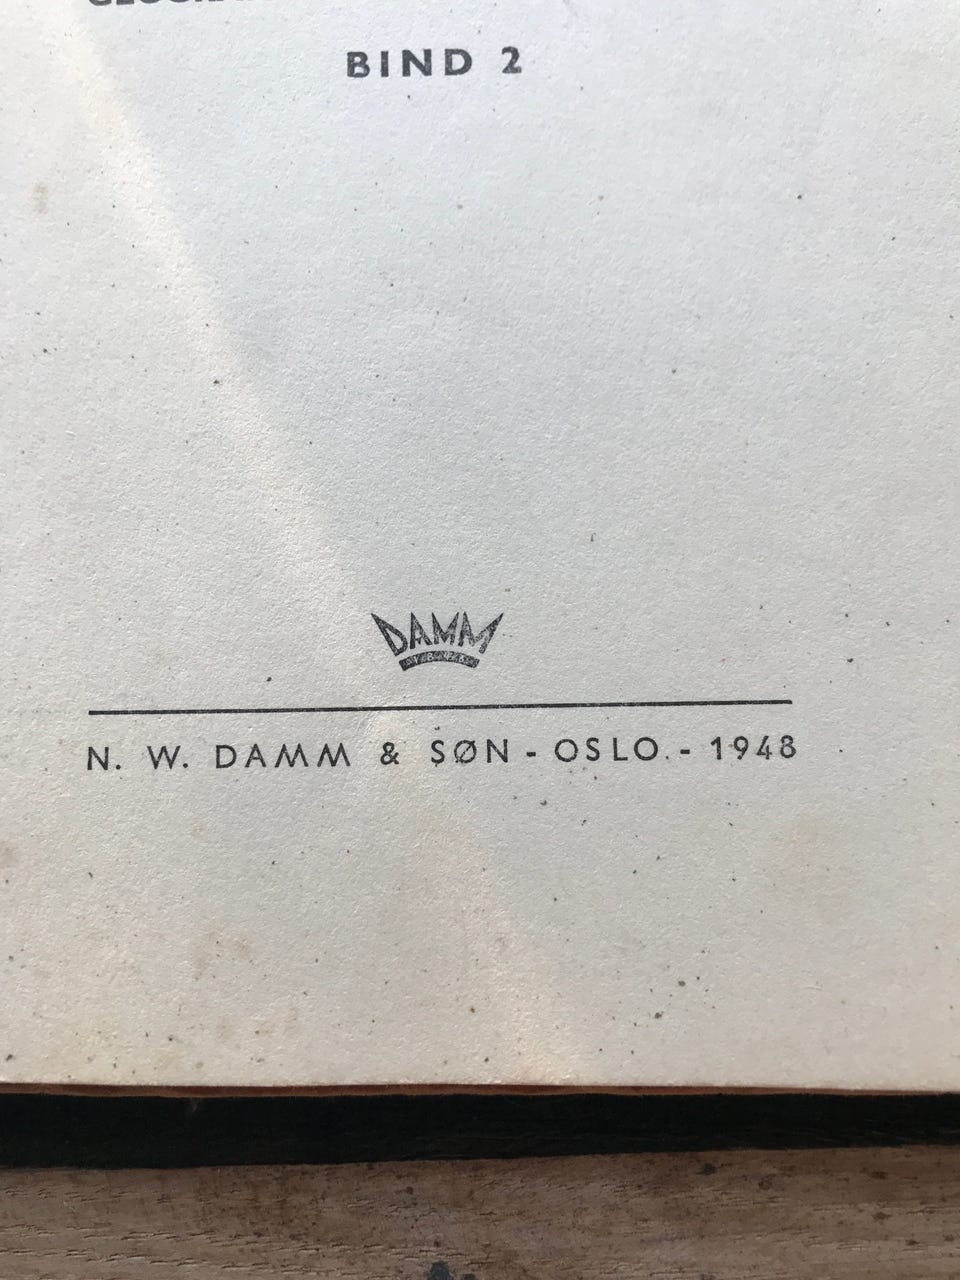 BIND 2
DAMM
N. W. DAMM & SØN - OSLO. - 1948